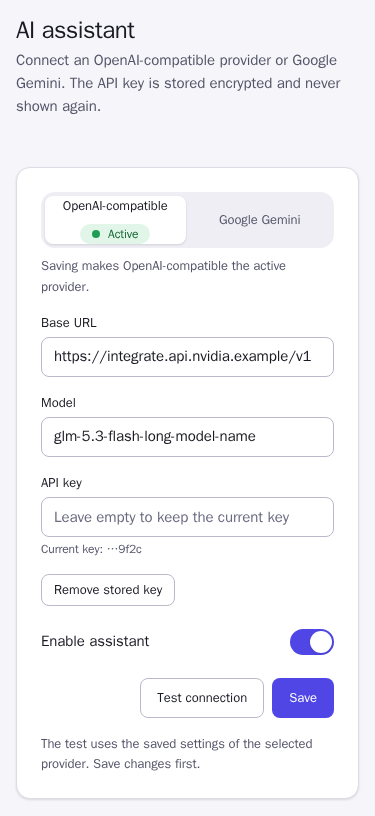 AI assistant
Connect an OpenAI-compatible provider or Google
Gemini. The API key is stored encrypted and never
shown again.
OpenAI-compatible
Active
Google Gemini
Saving makes OpenAI-compatible the active
provider.
Base URL
https://integrate.api.nvidia.example/v1
Model
glm-5.3-flash-long-model-name
API key
Leave empty to keep the current key
Current key: ···9f2c
Remove stored key
Enable assistant
Test connection
Save
The test uses the saved settings of the selected
provider. Save changes first.